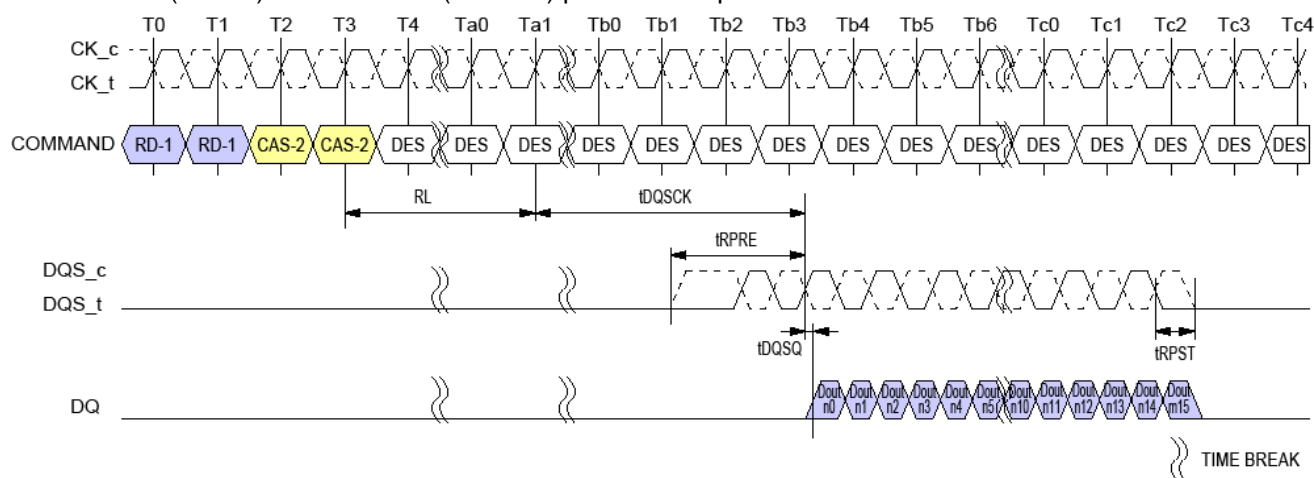 T0 T1 T2 T3 T4 Ta0 Ta1 Tb0 Tb1 Tb2 Tb3 Tb4 Tb5 Tb6 Tc0 Tc1 Tc2 Tc3 Tc4
CK_c
CK_t
COMMAND RD-1 RD-1 CAS-2 CAS-2 DES DES DES DES DES DES DES DES DES DES DES DES DES DES DES
RL tDQSCK
tRPRE
DQS_c
DQS_t
tDQSQ tRPST
DQ Dout n0 Dout n1 Dout n2 Dout n3 Dout n4 Dout n5 Dout n10 Dout n11 Dout n12 Dout n13 Dout n14 Dout m15
TIME BREAK